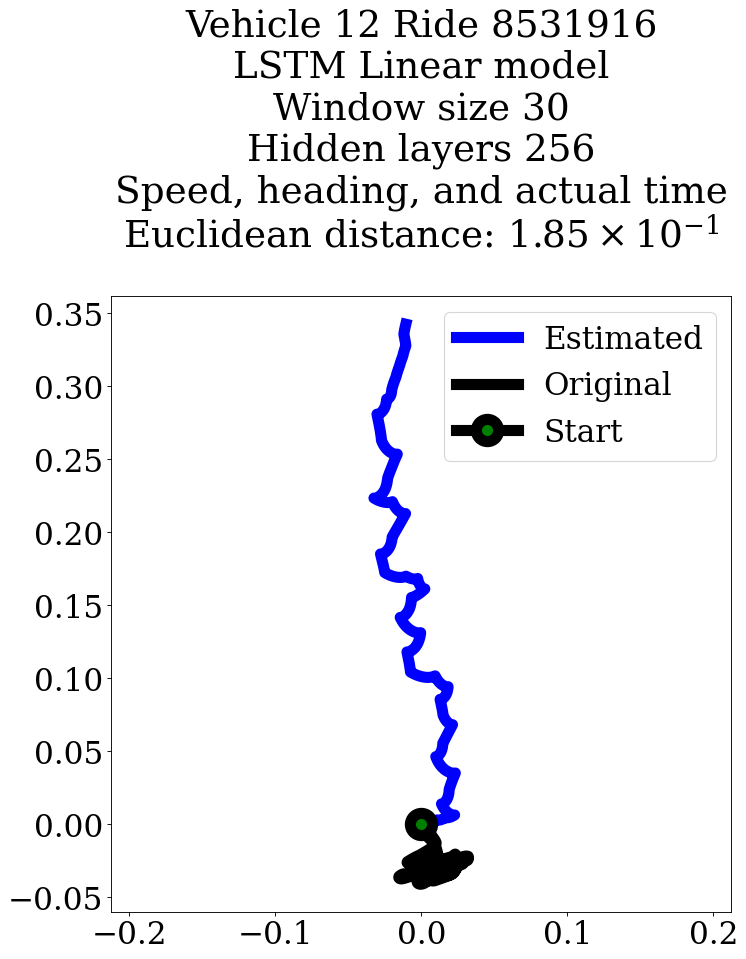 Vehicle 12 Ride 8531916
LSTM Linear model
Window size 30
Hidden layers 256
Speed, heading, and actual time
Euclidean distance: 1.85 × 10⁻¹
Estimated
Original
Start
0.35
0.30
0.25
0.20
0.15
0.10
0.05
0.00
−0.05
−0.2 −0.1 0.0 0.1 0.2